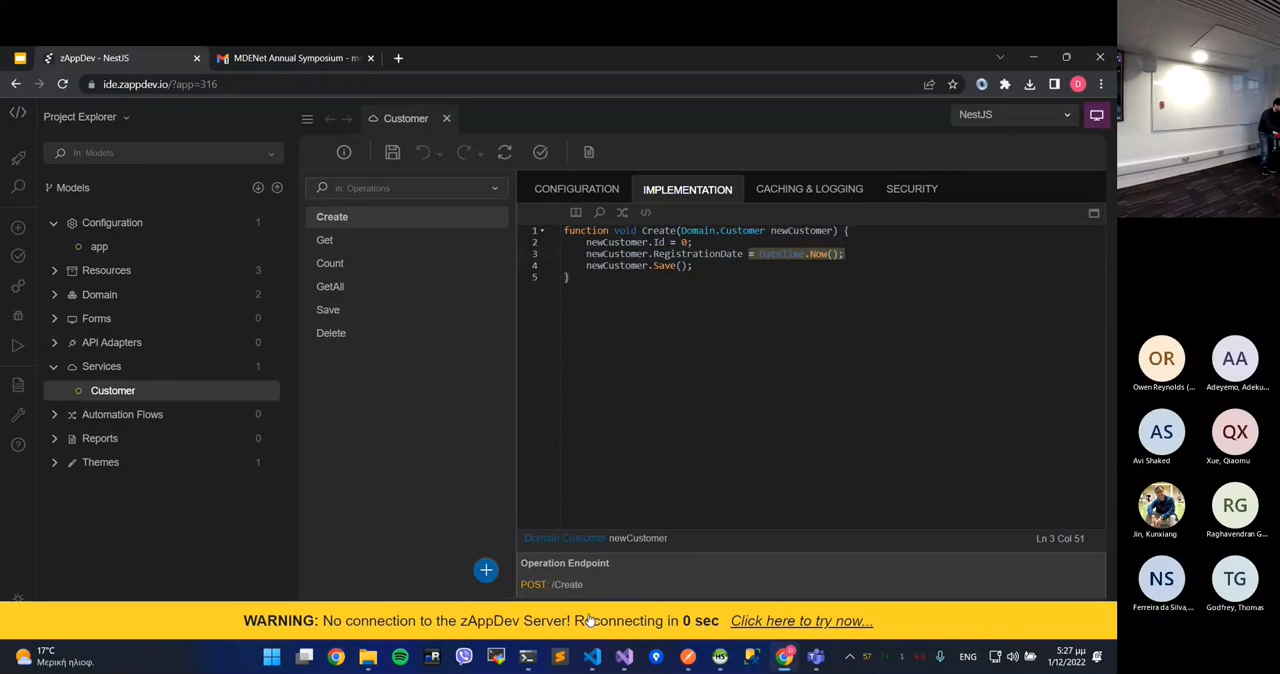 zAppDev - NestJS
MDENet Annual Symposium - m
ide.zappdev.io/?app=316
D
Project Explorer
Customer
NestJS
In: Models
In: Operations
CONFIGURATION
IMPLEMENTATION
CACHING & LOGGING
SECURITY
Models
Configuration 1
app
Resources 3
Domain 2
Forms 0
API Adapters 0
Services 1
Customer
Automation Flows 0
Reports 0
Themes 1
Create
Get
Count
GetAll
Save
Delete
1 function void Create(Domain.Customer newCustomer) {
2 newCustomer.Id = 0;
3 newCustomer.RegistrationDate = DateTime.Now();
4 newCustomer.Save();
5 }
Domain.Customer newCustomer
Ln 3 Col 51
Operation Endpoint
POST: /Create
WARNING: No connection to the zAppDev Server! Reconnecting in 0 sec Click here to try now...
17°C
Μερική ηλιοφ.
ENG
5:27 μμ
1/12/2022
OR
Owen Reynolds (...
AA
Adeyemo, Adeku...
AS
Avi Shaked
QX
Xue, Qiaomu
Jin, Kunxiang
RG
Raghavendran G...
NS
Ferreira da Silva,...
TG
Godfrey, Thomas